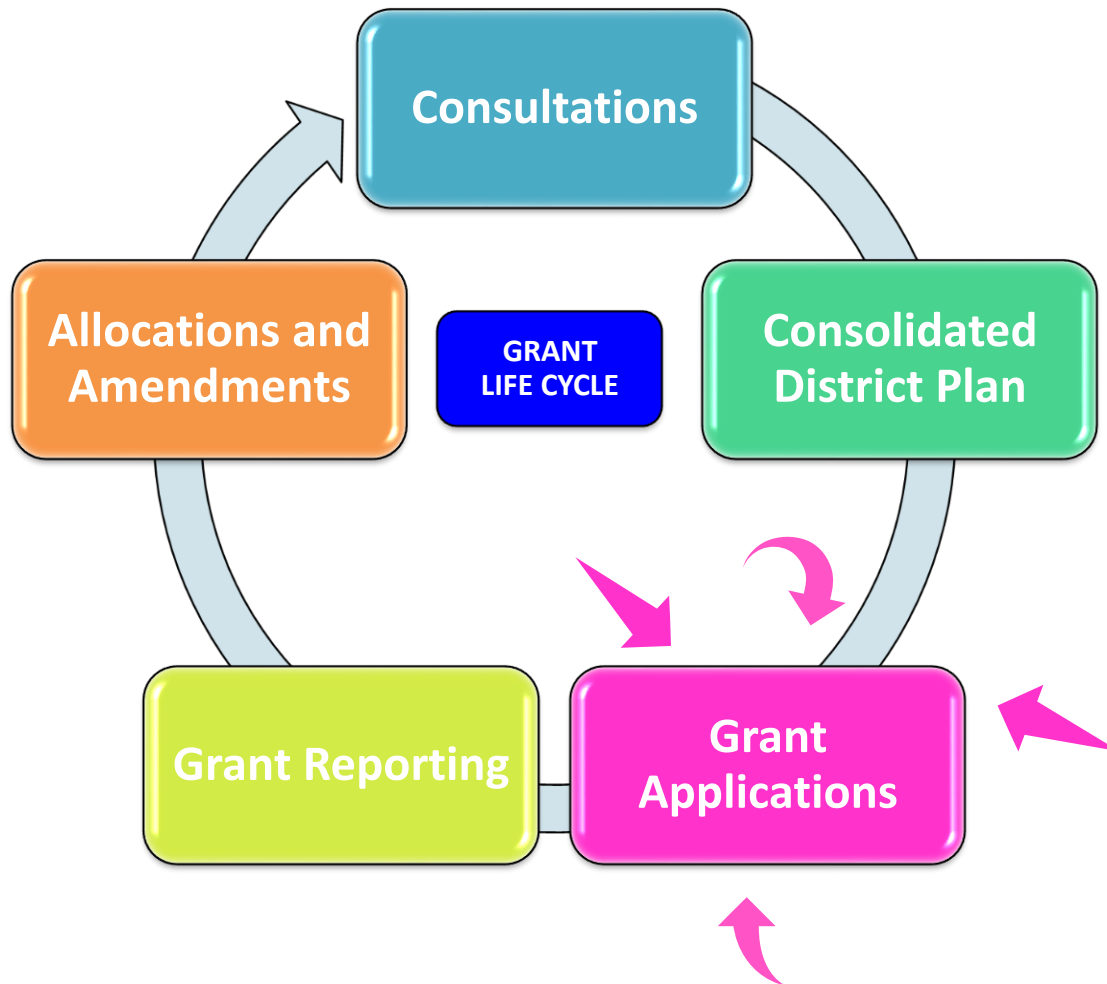 Consultations
Allocations and
Amendments
GRANT
LIFE CYCLE
Consolidated
District Plan
Grant Reporting
Grant
Applications